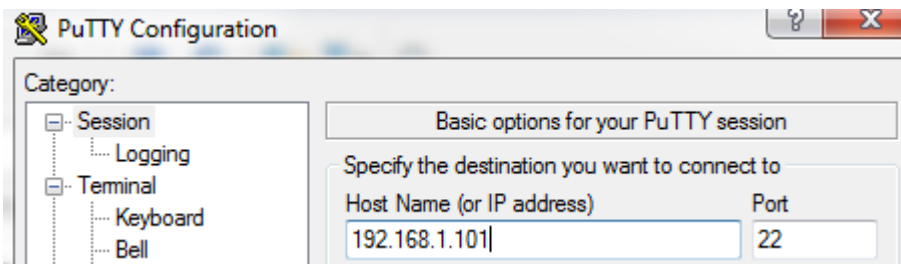 PuTTY Configuration
Category:
Session
Logging
Terminal
Keyboard
Bell
Basic options for your PuTTY session
Specify the destination you want to connect to
Host Name (or IP address) Port
192.168.1.101 22